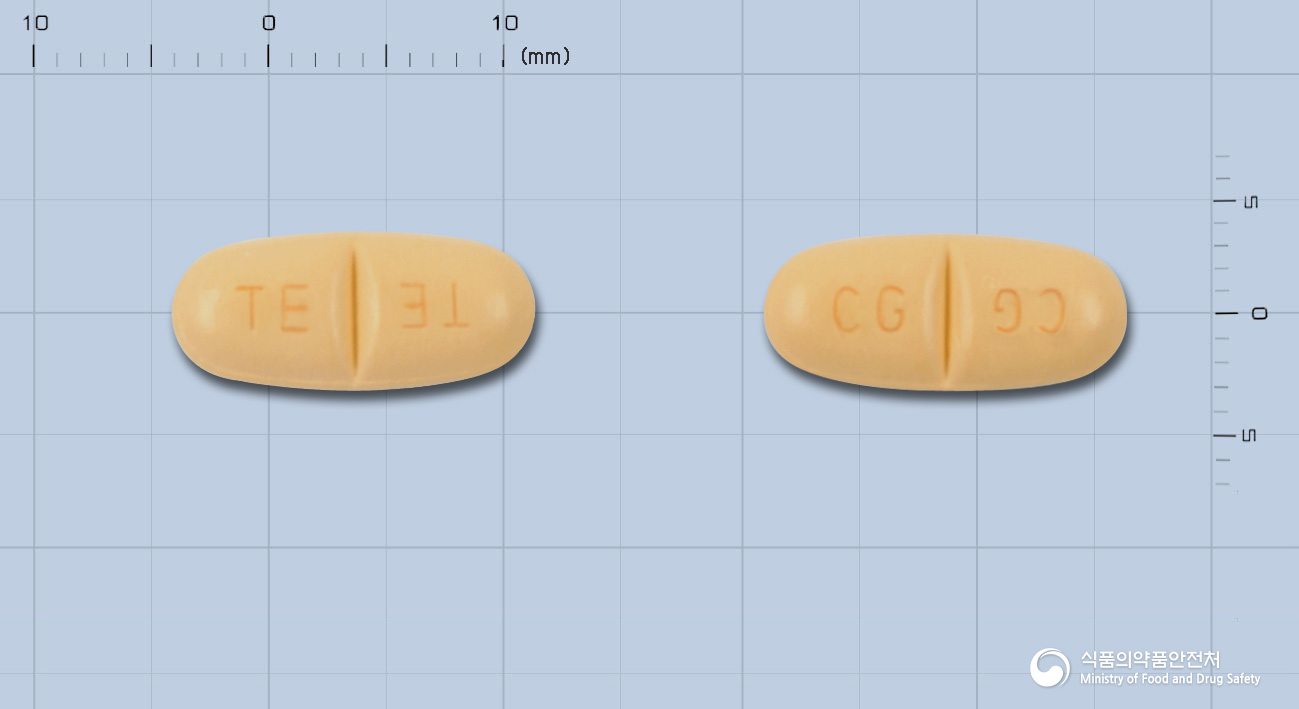 10 0 10 (mm)
5
0
5
TE TE
CG CG
식품의약품안전처
Ministry of Food and Drug Safety